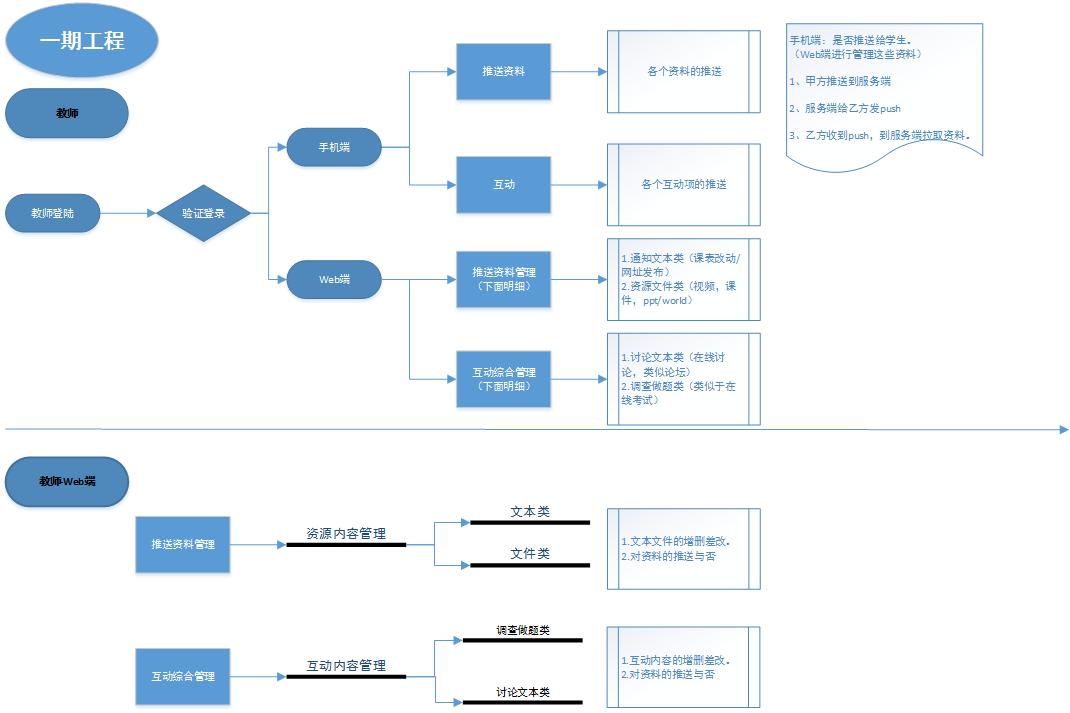 一期工程
教师
教师登陆
验证登录
手机端
Web端
推送资料
各个资料的推送
互动
各个互动项的推送
推送资料管理
（下面明细）
1.通知文本类（课表改动/
网址发布）
2.资源文件类（视频，课
件，ppt/world）
互动综合管理
（下面明细）
1.讨论文本类（在线讨
论，类似论坛）
2.调查做题类（类似于在
线考试）
手机端：是否推送给学生。
（Web端进行管理这些资料）
1、甲方推送到服务端
2、服务端给乙方发push
3、乙方收到push，到服务端拉取资料。
教师Web端
推送资料管理
资源内容管理
文本类
文件类
1.文本文件的增删差改。
2.对资料的推送与否
互动综合管理
互动内容管理
调查做题类
讨论文本类
1.互动内容的增删差改。
2.对资料的推送与否